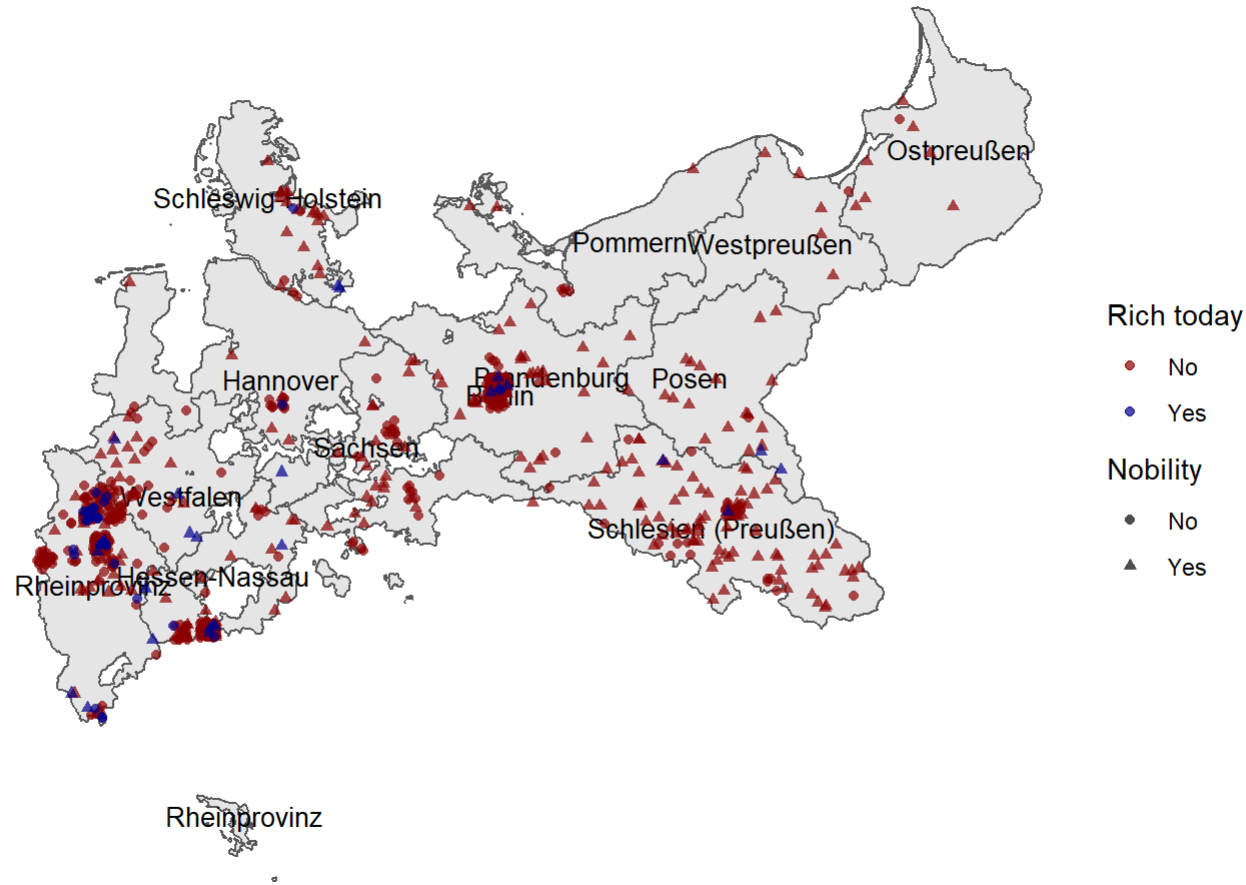 Ostpreußen
Schleswig-Holstein
Pommern
Westpreußen
Hannover
Brandenburg
Berlin
Posen
Sachsen
Westfalen
Schlesien (Preußen)
Hessen-Nassau
Rheinprovinz
Rheinprovinz
Rich today
No
Yes
Nobility
No
Yes